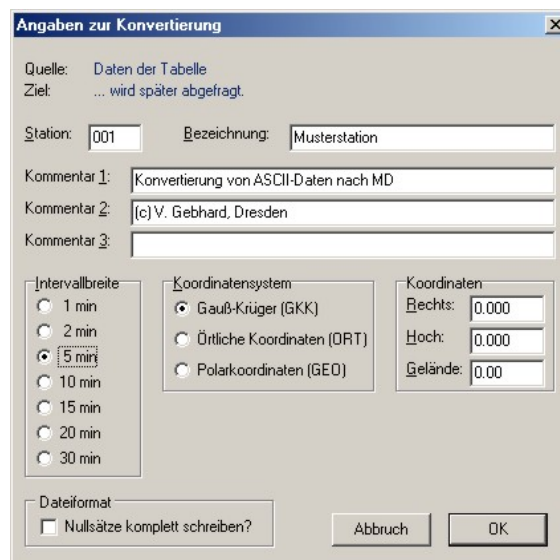 Angaben zur Konvertierung
Quelle: Daten der Tabelle
Ziel: ... wird später abgefragt.
Station: 001 Bezeichnung: Musterstation
Kommentar 1: Konvertierung von ASCII-Daten nach MD
Kommentar 2: (c) V. Gebhard, Dresden
Kommentar 3:
Intervallbreite
1 min
2 min
5 min
10 min
15 min
20 min
30 min
Koordinatensystem
Gauß-Krüger (GKK)
Örtliche Koordinaten (ORT)
Polarkoordinaten (GEO)
Koordinaten
Rechts: 0.000
Hoch: 0.000
Gelände: 0.00
Dateiformat
Nullsätze komplett schreiben?
Abbruch OK